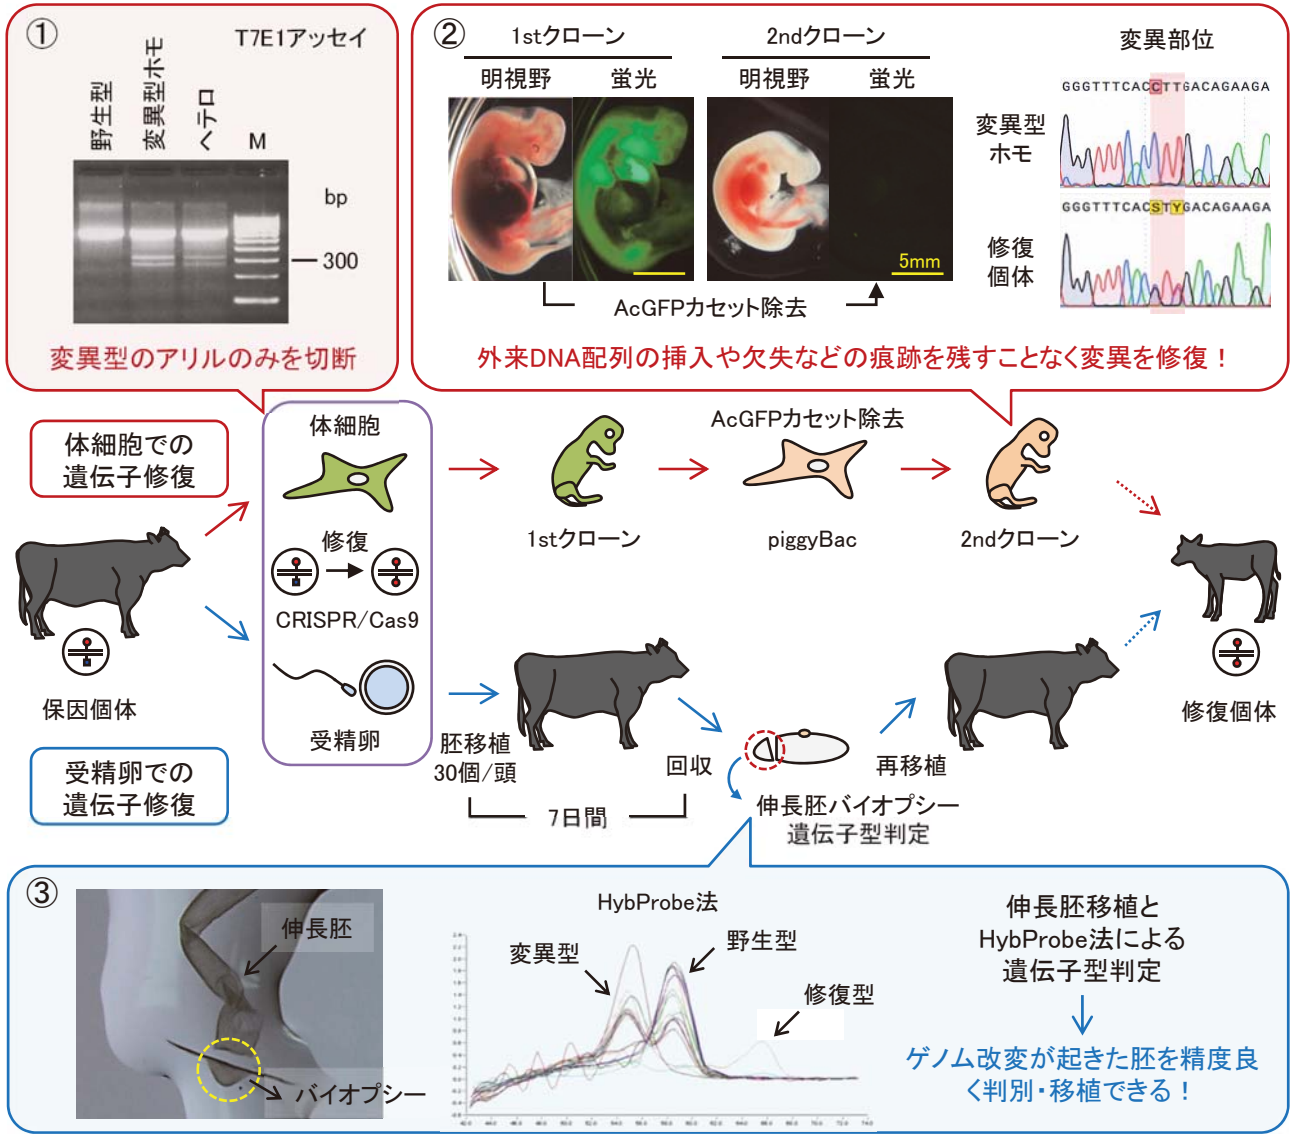 ①
T7E1アッセイ
野生型
変異型ホモ
ヘテロ
M
bp
300
変異型のアリルのみを切断
②
1stクローン
2ndクローン
明視野
蛍光
明視野
蛍光
5mm
AcGFPカセット除去
変異部位
GGGTTTCACCTTGACAGAAGA
変異型
ホモ
GGGTTTCACSTYGACAGAAGA
修復
個体
外来DNA配列の挿入や欠失などの痕跡を残すことなく変異を修復！
体細胞での
遺伝子修復
体細胞
修復
CRISPR/Cas9
受精卵
1stクローン
AcGFPカセット除去
piggyBac
2ndクローン
保因個体
修復個体
受精卵での
遺伝子修復
胚移植
30個/頭
回収
7日間
再移植
伸長胚バイオプシー
遺伝子型判定
③
伸長胚
バイオプシー
HybProbe法
変異型
野生型
修復型
伸長胚移植と
HybProbe法による
遺伝子型判定
ゲノム改変が起きた胚を精度良
く判別・移植できる！